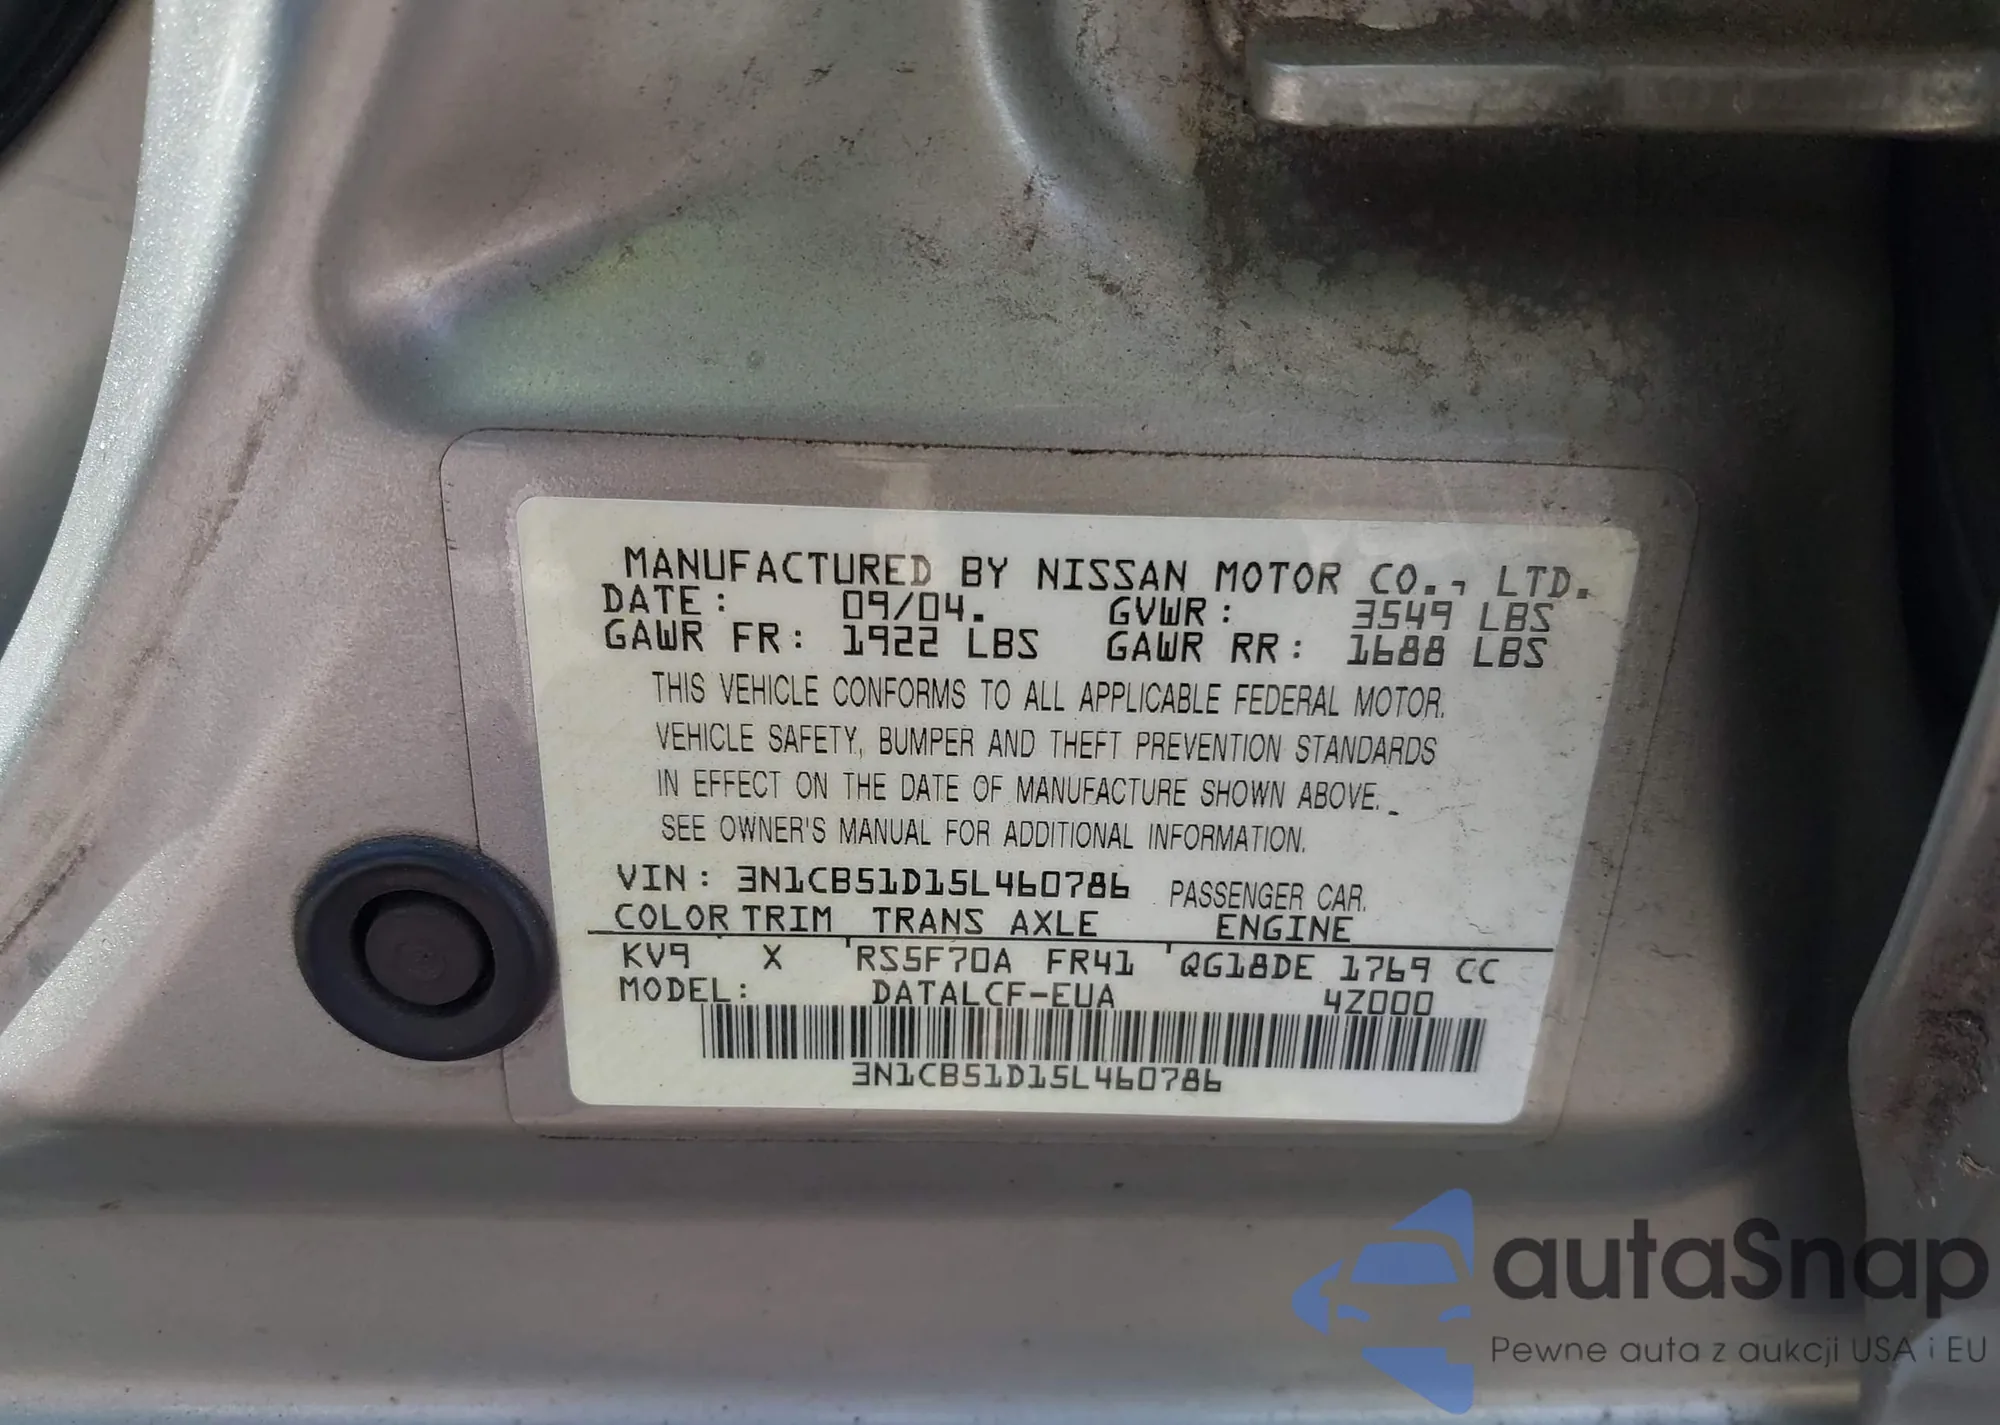 MANUFACTURED BY NISSAN MOTOR CO., LTD.
DATE: 09/04. GVWR: 3549 LBS
GAWR FR: 1922 LBS GAWR RR: 1688 LBS
THIS VEHICLE CONFORMS TO ALL APPLICABLE FEDERAL MOTOR.
VEHICLE SAFETY, BUMPER AND THEFT PREVENTION STANDARDS
IN EFFECT ON THE DATE OF MANUFACTURE SHOWN ABOVE.
SEE OWNER'S MANUAL FOR ADDITIONAL INFORMATION.
VIN: 3N1CB51D15L460786 PASSENGER CAR.
COLOR TRIM TRANS AXLE ENGINE
KV9 X RS5F70A FR41 QG18DE 1769 CC
MODEL: DATALCF-EUA 4Z000
3N1CB51D15L460786
autaSnap
Pewne auta z aukcji USA i EU